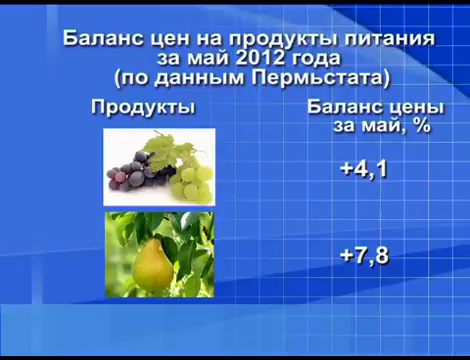 Баланс цен на продукты питания
за май 2012 года
(по данным Пермьстата)
Продукты
Баланс цены
за май, %
+4,1
+7,8